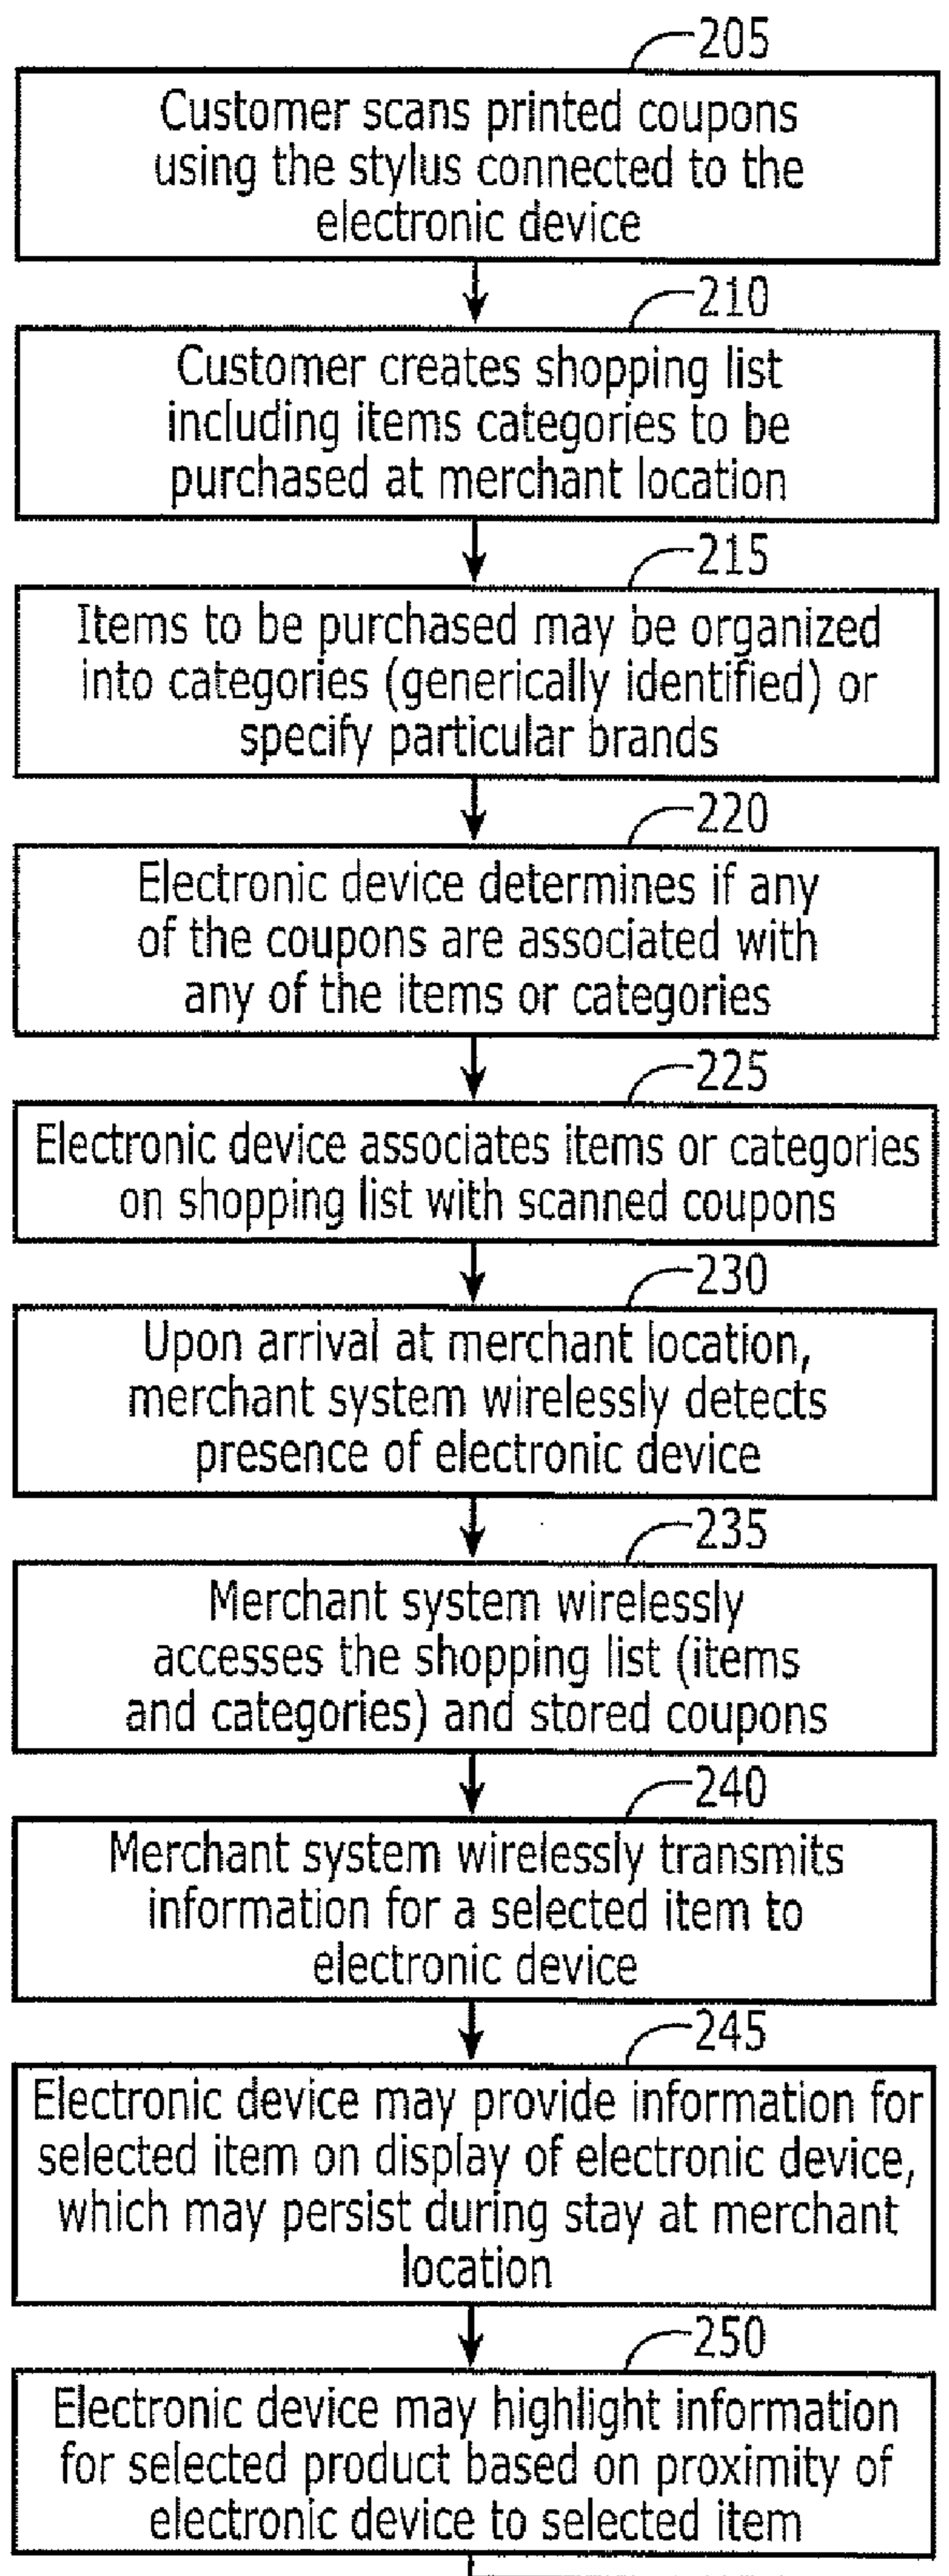 205
Customer scans printed coupons
using the stylus connected to the
electronic device
210
Customer creates shopping list
including items categories to be
purchased at merchant location
215
Items to be purchased may be organized
into categories (generically identified) or
specify particular brands
220
Electronic device determines if any
of the coupons are associated with
any of the items or categories
225
Electronic device associates items or categories
on shopping list with scanned coupons
230
Upon arrival at merchant location,
merchant system wirelessly detects
presence of electronic device
235
Merchant system wirelessly
accesses the shopping list (items
and categories) and stored coupons
240
Merchant system wirelessly transmits
information for a selected item to
electronic device
245
Electronic device may provide information for
selected item on display of electronic device,
which may persist during stay at merchant
location
250
Electronic device may highlight information
for selected product based on proximity of
electronic device to selected item